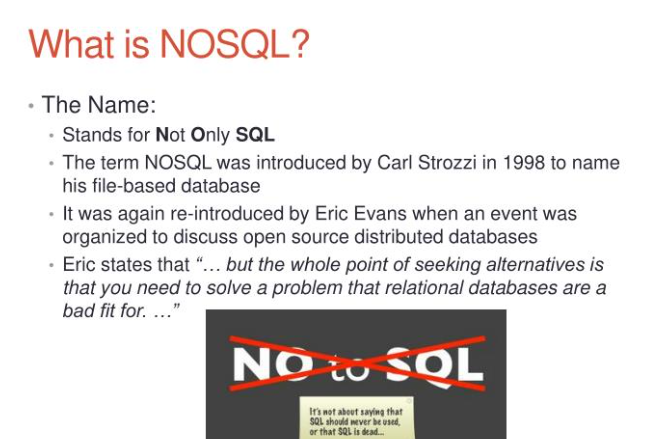 What is NOSQL?
• The Name:
• Stands for Not Only SQL
• The term NOSQL was introduced by Carl Strozzi in 1998 to name
his file-based database
• It was again re-introduced by Eric Evans when an event was
organized to discuss open source distributed databases
• Eric states that “… but the whole point of seeking alternatives is
that you need to solve a problem that relational databases are a
bad fit for. …”
NO to SQL
It's not about saying that
SQL should never be used,
or that SQL is dead...